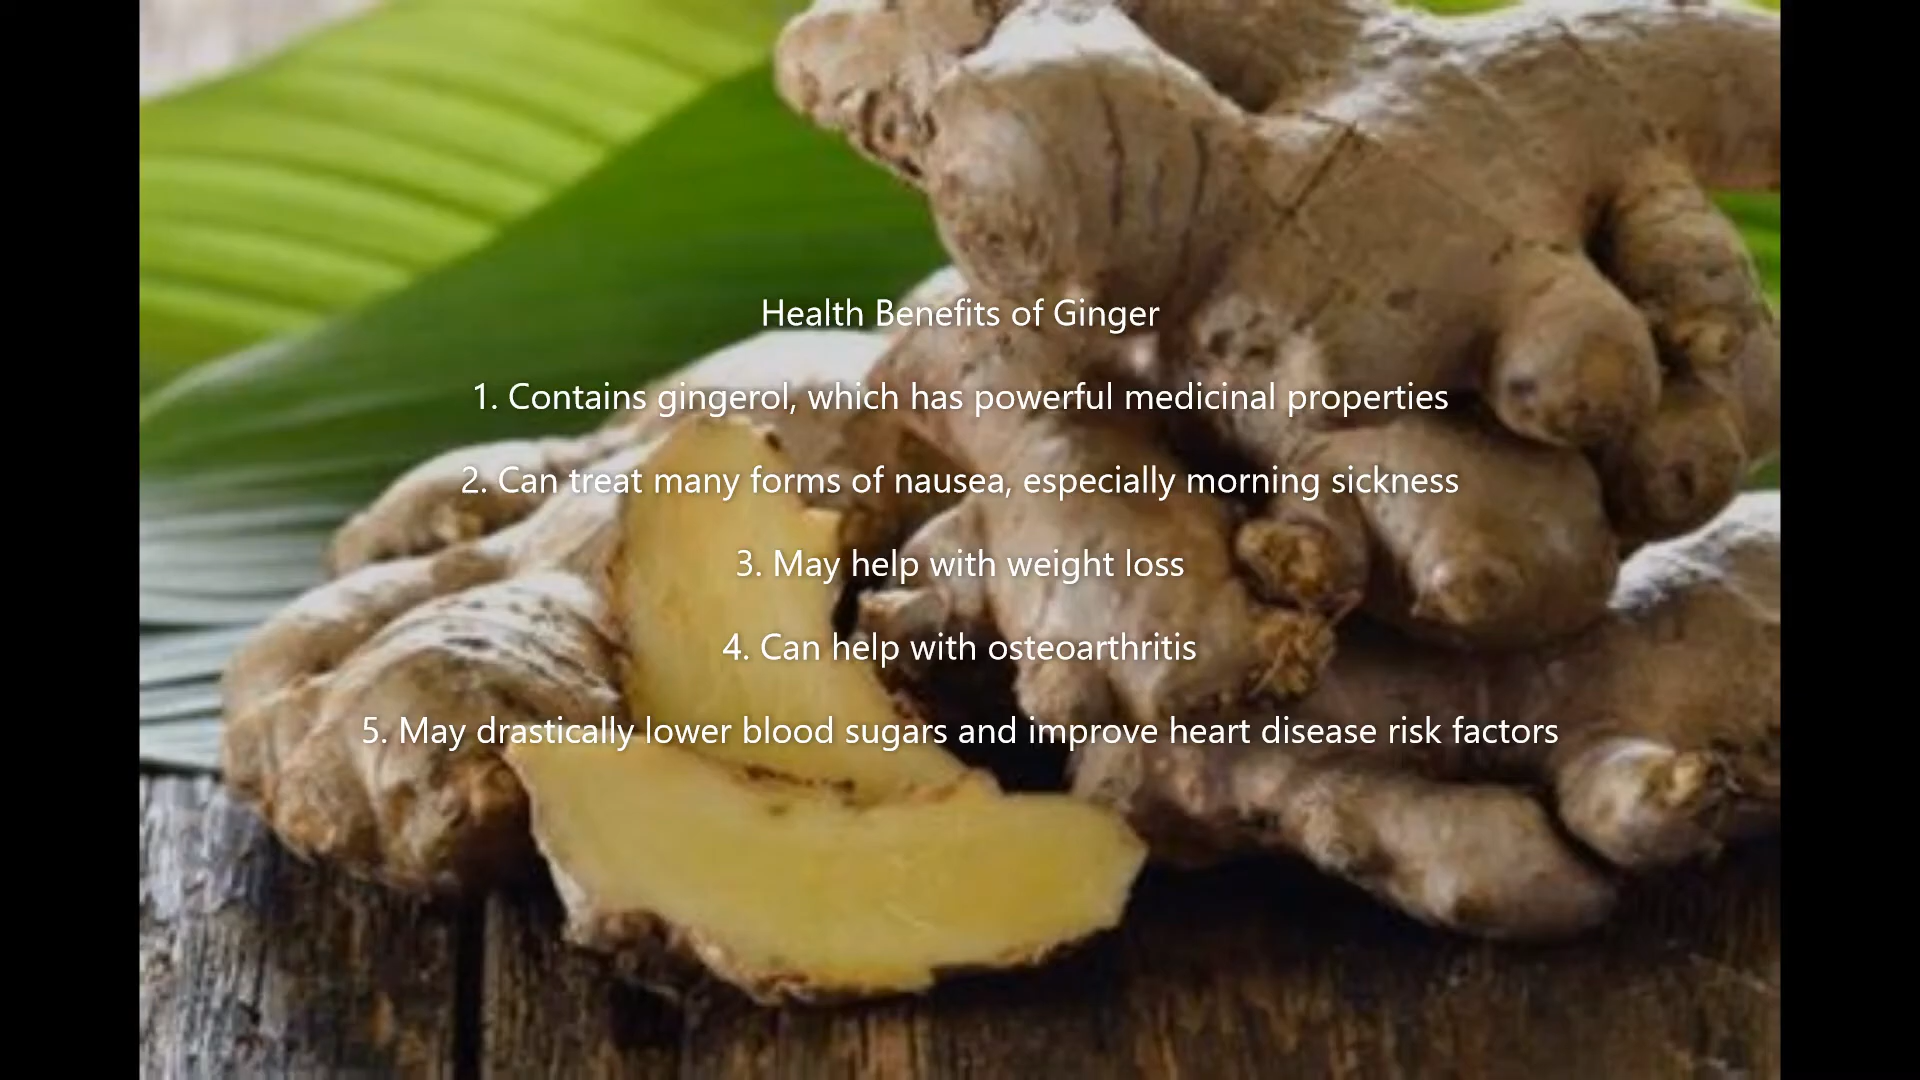 Health Benefits of Ginger
1. Contains gingerol, which has powerful medicinal properties
2. Can treat many forms of nausea, especially morning sickness
3. May help with weight loss
4. Can help with osteoarthritis
5. May drastically lower blood sugars and improve heart disease risk factors